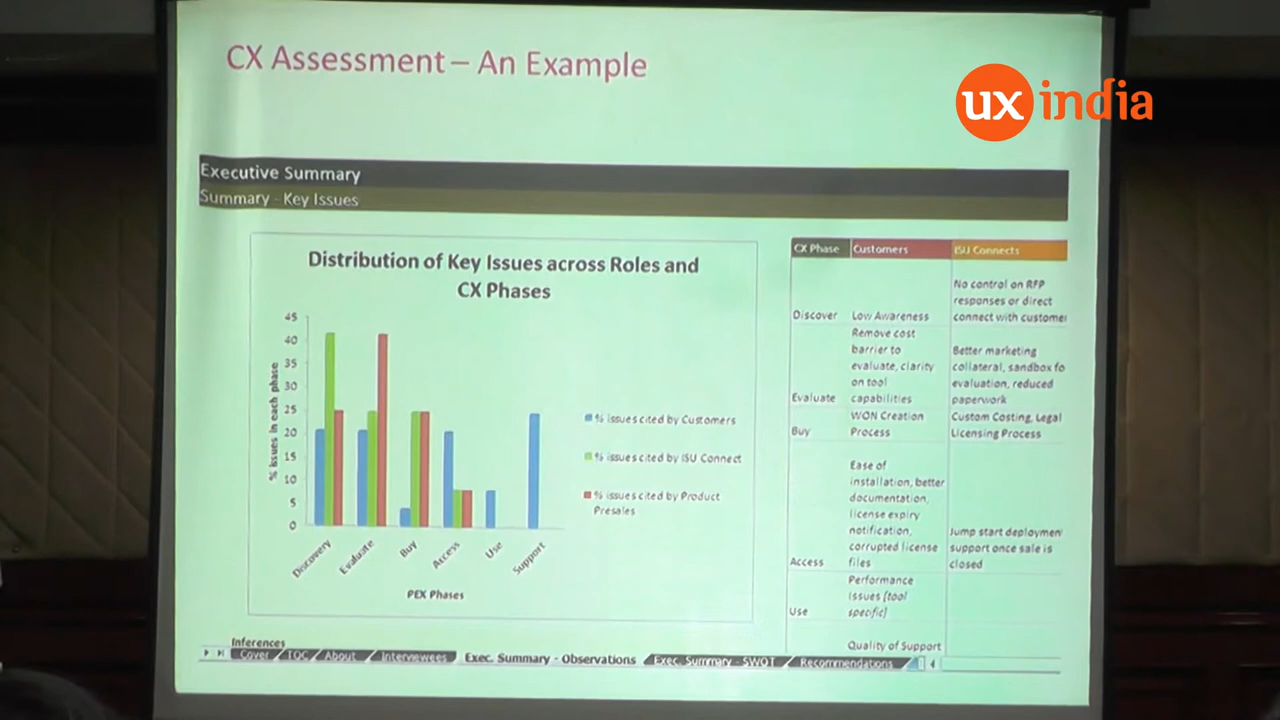 CX Assessment – An Example
ux india
Executive Summary
Summary - Key Issues
Distribution of Key Issues across Roles and
CX Phases
45
40
35
30
25
20
15
10
5
0
% issues in each phase
Discovery
Evaluate
Buy
Access
Use
Support
PEX Phases
% issues cited by Customers
% issues cited by ISU Connect
% issues cited by Product
Presales
CX Phase Customers ISU Connects
No control on RFP
responses or direct
Discover Low Awareness connect with customer
Remove cost
barrier to Better marketing
evaluate, clarity collateral, sandbox fo
on tool evaluation, reduced
Evaluate capabilities paperwork
WON Creation Custom Costing, Legal
Buy Process Licensing Process
Ease of
installation, better
documentation,
license expiry
notification, Jump start deploymen
corrupted license support once sale is
Access files closed
Performance
Issues (tool
Use specific)
Quality of Support
Inferences
Cover TOC About Interviewees Exec. Summary - Observations Exec. Summary - SWOT Recommendations